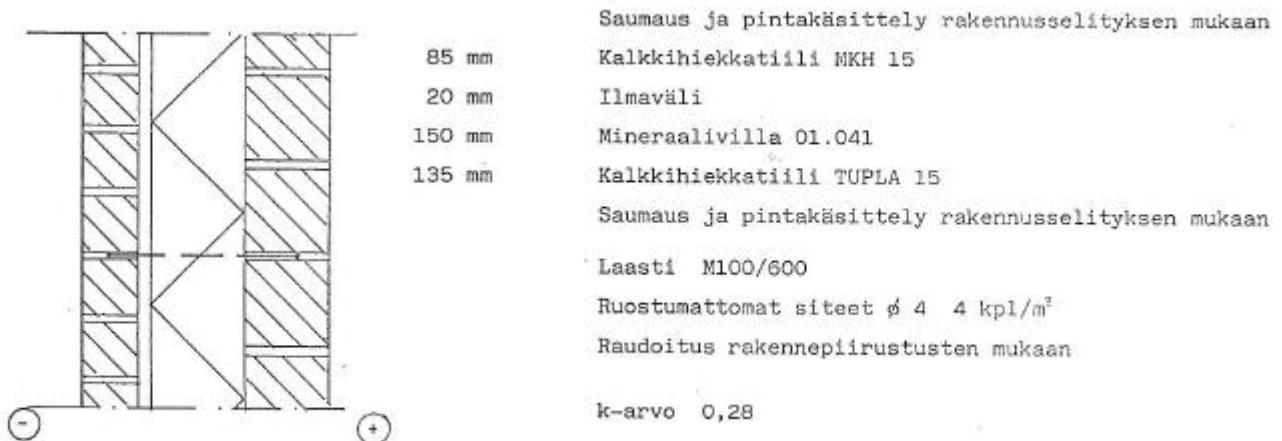 Saumaus ja pintakäsittely rakennusselityksen mukaan
85 mm Kalkkihiekkatiili MKH 15
20 mm Ilmaväli
150 mm Mineraalivilla 01.041
135 mm Kalkkihiekkatiili TUPLA 15
Saumaus ja pintakäsittely rakennusselityksen mukaan
Laasti M100/600
Ruostumattomat siteet ø 4 4 kpl/m²
Raudoitus rakennepiirustusten mukaan
k-arvo 0,28
- +